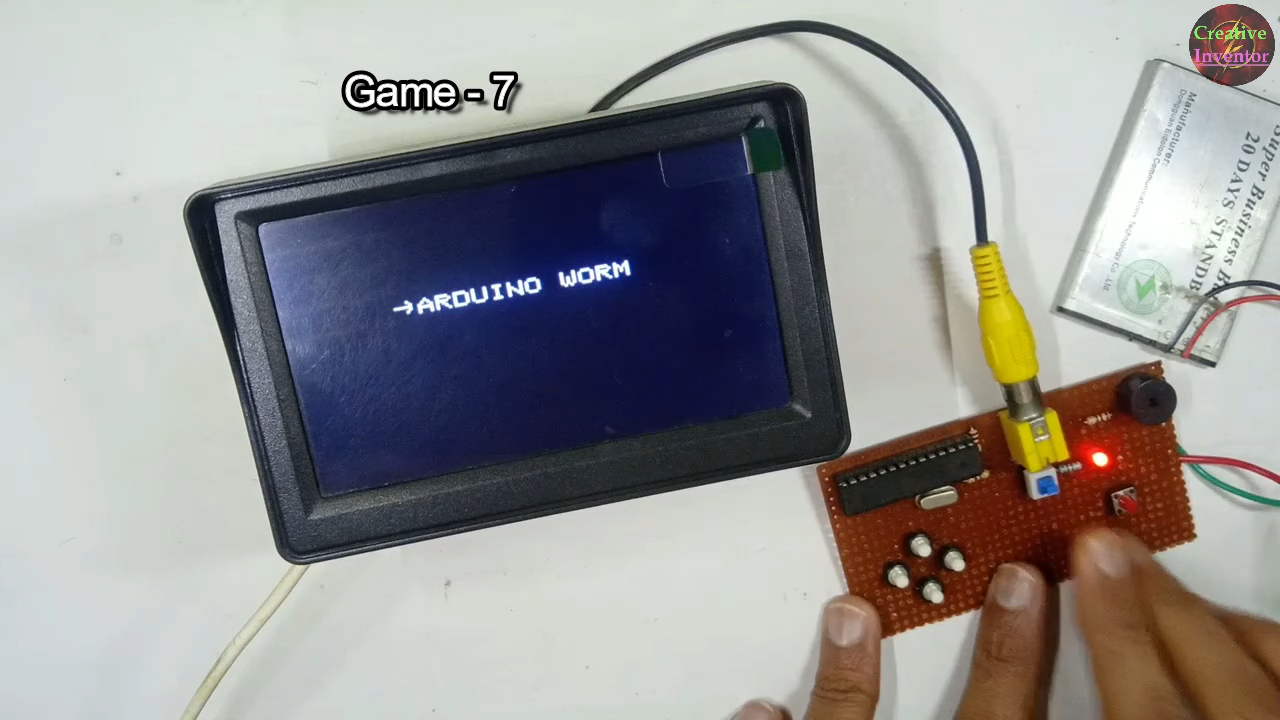 Creative
Inventor
Game - 7
→ARDUINO WORM
Manufacturer:
Super Business
20 DAYS STANDB